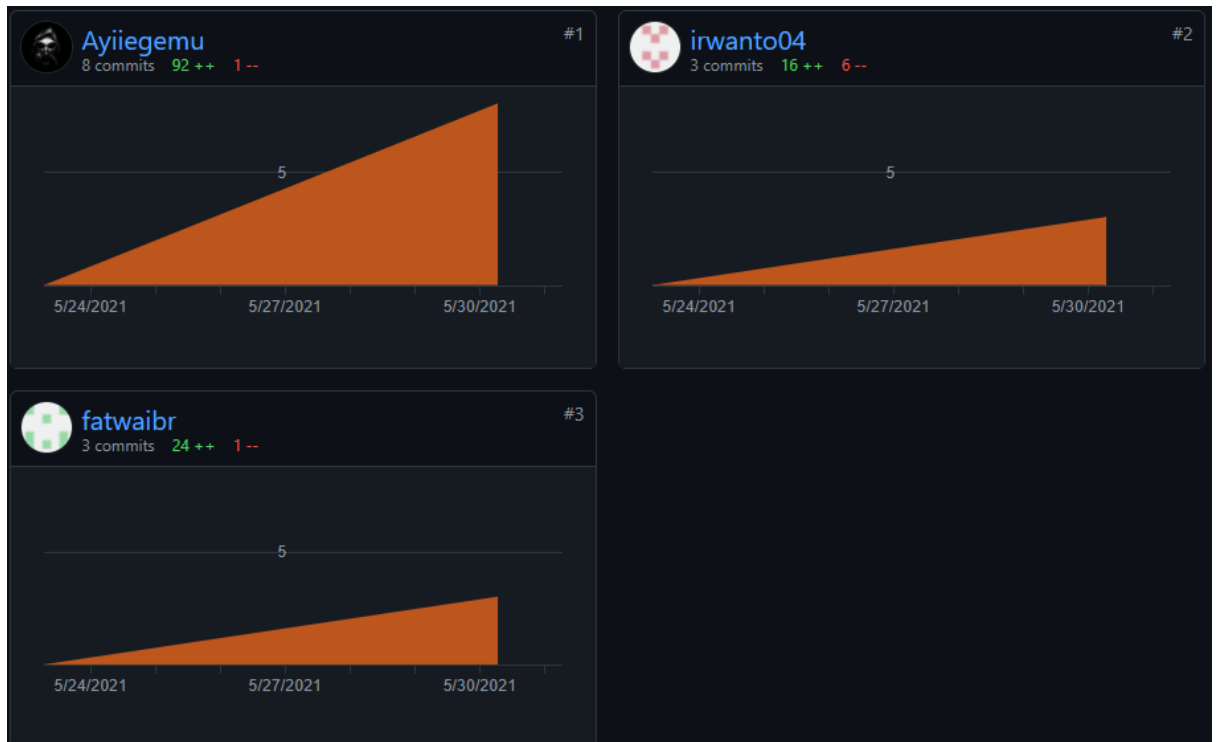 Ayiiegemu #1
8 commits 92 ++ 1 --
5
5/24/2021 5/27/2021 5/30/2021
irwanto04 #2
3 commits 16 ++ 6 --
5
5/24/2021 5/27/2021 5/30/2021
fatwaibr #3
3 commits 24 ++ 1 --
5
5/24/2021 5/27/2021 5/30/2021